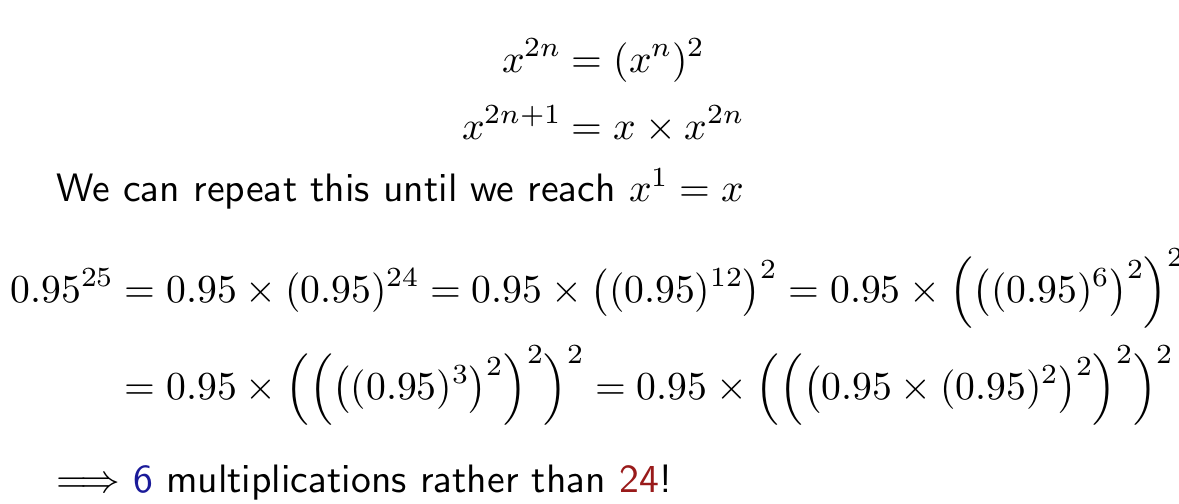 x^{2n} = (x^n)^2
x^{2n+1} = x × x^{2n}
We can repeat this until we reach x^1 = x
0.95^{25} = 0.95 × (0.95)^{24} = 0.95 × ((0.95)^{12})^2 = 0.95 × (((0.95)^6)^2)^2
= 0.95 × ((((0.95)^3)^2)^2)^2 = 0.95 × (((0.95 × (0.95)^2)^2)^2)^2
⟹ 6 multiplications rather than 24!